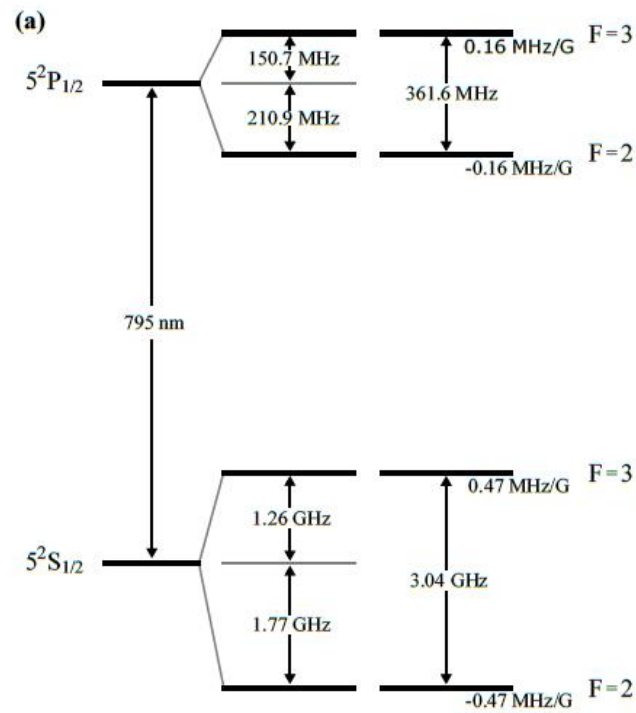 (a)
F=3
150.7 MHz
0.16 MHz/G
5²P₁/₂
361.6 MHz
210.9 MHz
F=2
-0.16 MHz/G
795 nm
F=3
0.47 MHz/G
1.26 GHz
5²S₁/₂
3.04 GHz
1.77 GHz
F=2
-0.47 MHz/G